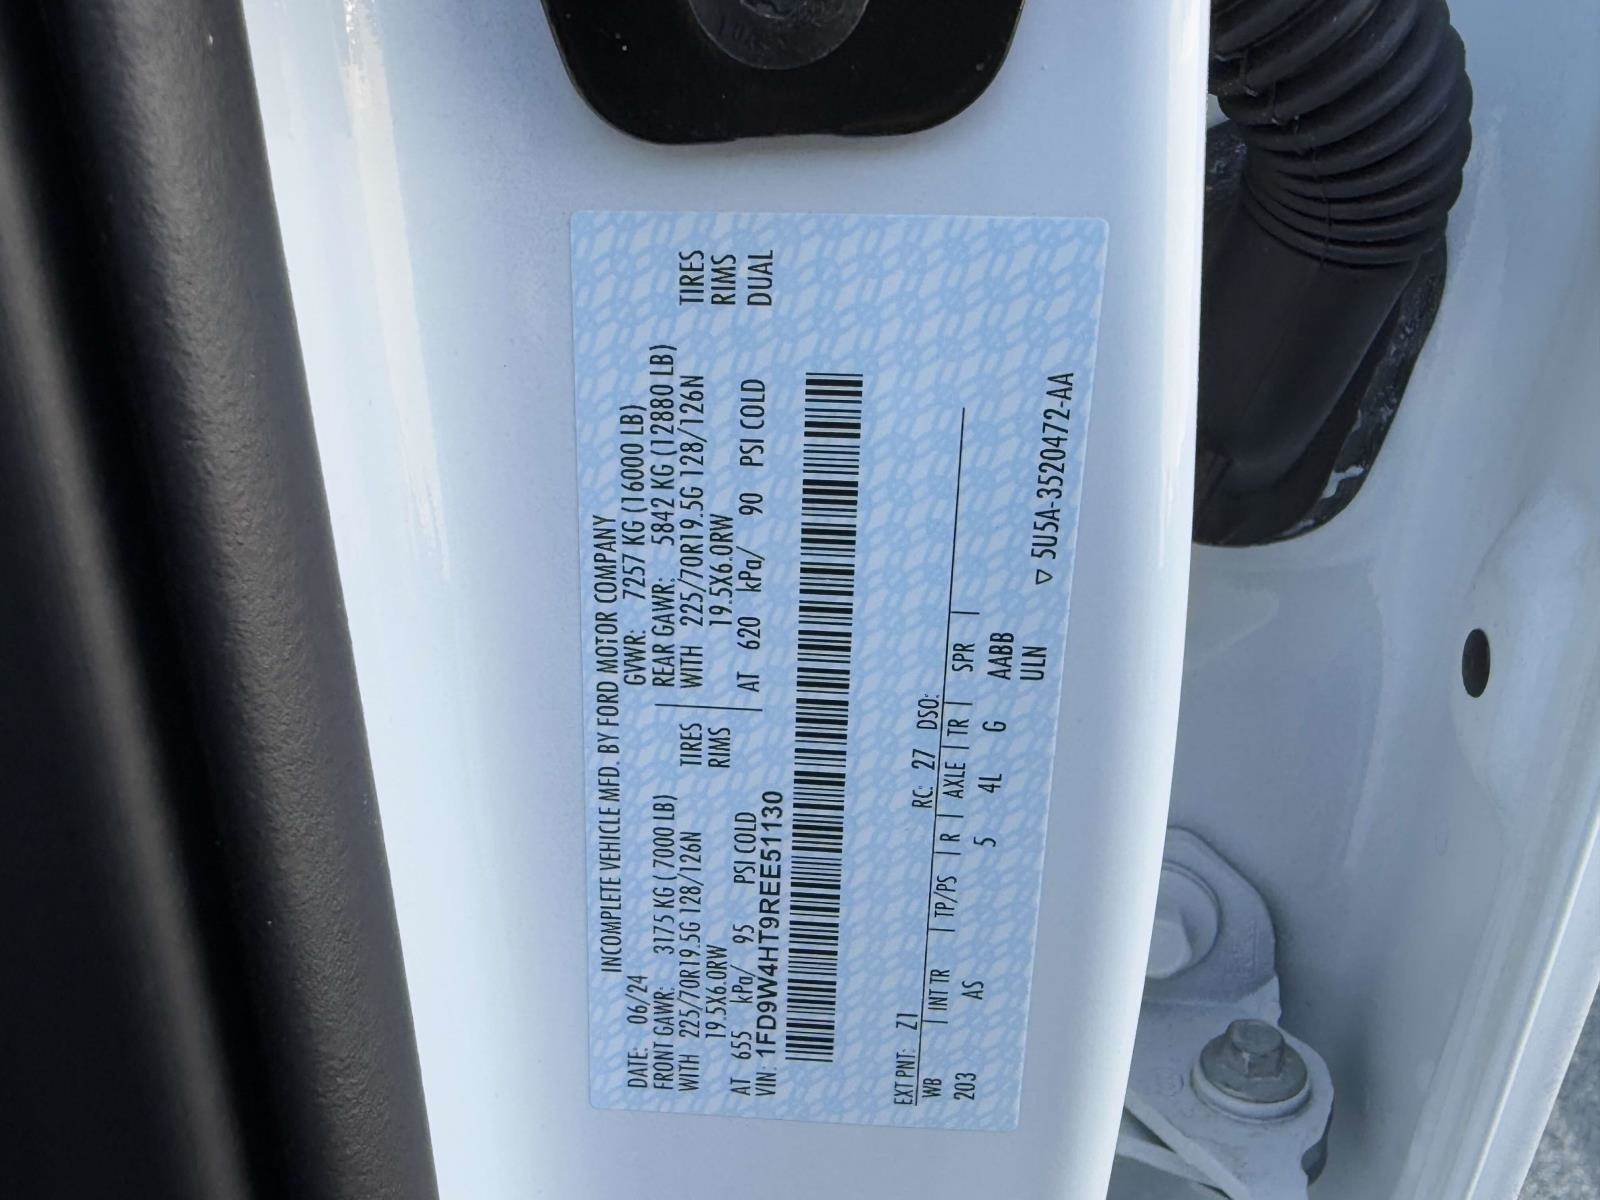 INCOMPLETE VEHICLE MFD. BY FORD MOTOR COMPANY
DATE: 06/24 GVWR: 7257 KG (16000 LB)
FRONT GAWR: 3175 KG (7000 LB) REAR GAWR: 5842 KG (12880 LB)
WITH 225/70R19.5G 128/126N TIRES WITH 225/70R19.5G 128/126N TIRES
19.5X6.0RW RIMS 19.5X6.0RW RIMS
AT 655 kPa/ 95 PSI COLD AT 620 kPa/ 90 PSI COLD DUAL
VIN: 1FD9W4HT9REE51130
EXT PNT: Z1 RC: 27 DSO:
WB INT TR TP/PS R AXLE TR SPR
203 AS 5 4L G AABB
ULN
▽ 5U5A-3520472-AA